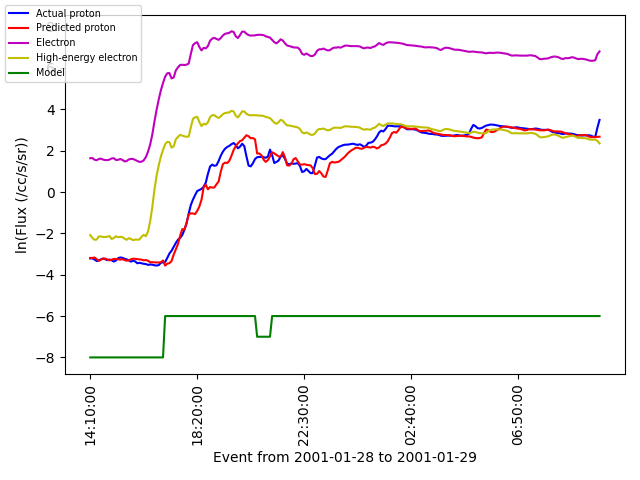 Actual proton
Predicted proton
Electron
High-energy electron
Model
4
2
0
−2
−4
−6
−8
ln(Flux (/cc/s/sr))
14:10:00
18:20:00
22:30:00
02:40:00
06:50:00
Event from 2001-01-28 to 2001-01-29